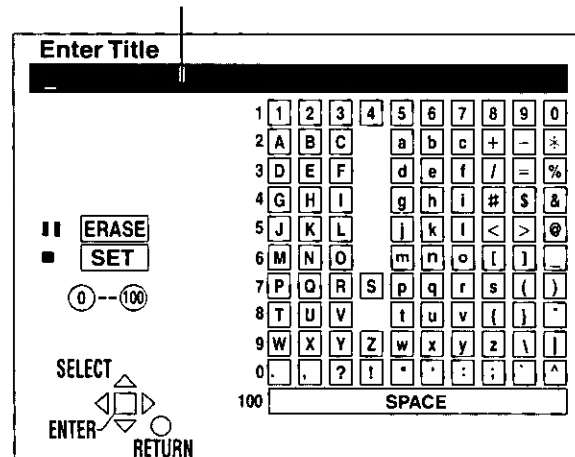 Enter Title
_
1 1 2 3 4 5 6 7 8 9 0
2 A B C a b c + - *
3 D E F d e f / = %
4 G H I g h i # $ &
5 J K L j k l < > @
6 M N O m n o [ ] _
7 P Q R S p q r s ( )
8 T U V t u v { }
9 W X Y Z w x y z \ |
0 . , ? ! : ; ` ^
100 SPACE
ERASE
SET
0 -- 100
SELECT
ENTER
RETURN